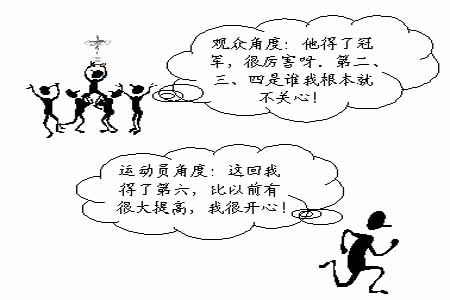 观众角度：他得了冠
军，很厉害呀．第二、
三、四是谁我根本就
不关心！
运动员角度：这回我
得了第六，比以前有
很大提高，我很开心！